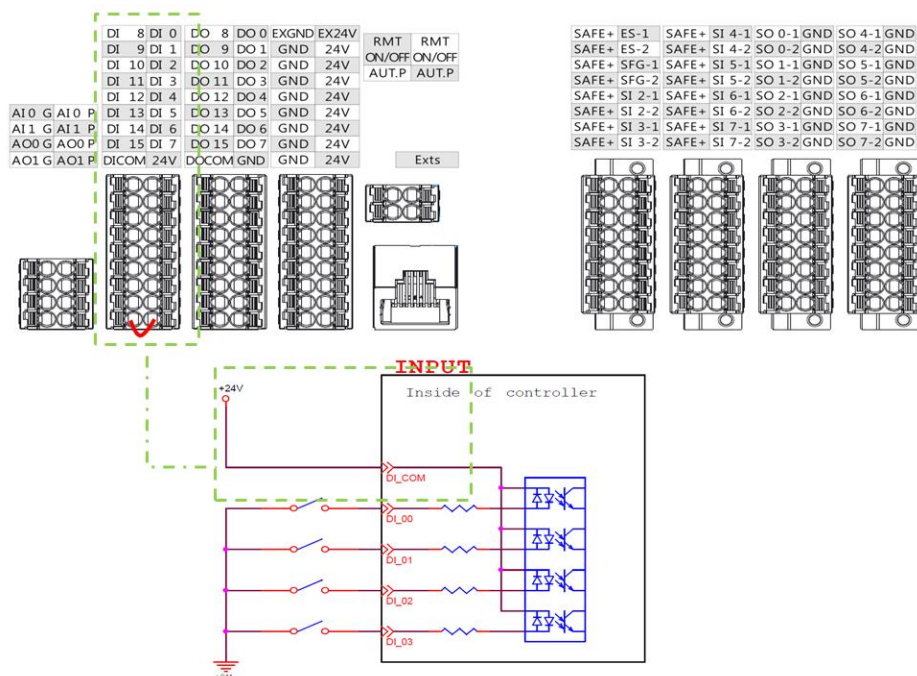 DI 8 DI 0 DO 8 DO 0 EXGND EX24V
DI 9 DI 1 DO 9 DO 1 GND 24V
DI 10 DI 2 DO 10 DO 2 GND 24V
DI 11 DI 3 DO 11 DO 3 GND 24V
DI 12 DI 4 DO 12 DO 4 GND 24V
AI 0 G AI 0 P DI 13 DI 5 DO 13 DO 5 GND 24V
AI 1 G AI 1 P DI 14 DI 6 DO 14 DO 6 GND 24V
AO0 G AO0 P DI 15 DI 7 DO 15 DO 7 GND 24V
AO1 G AO1 P DICOM 24V DOCOM GND GND 24V
RMT RMT
ON/OFF ON/OFF
AUT.P AUT.P
Exts
SAFE+ ES-1 SAFE+ SI 4-1 SO 0-1 GND SO 4-1 GND
SAFE+ ES-2 SAFE+ SI 4-2 SO 0-2 GND SO 4-2 GND
SAFE+ SFG-1 SAFE+ SI 5-1 SO 1-1 GND SO 5-1 GND
SAFE+ SFG-2 SAFE+ SI 5-2 SO 1-2 GND SO 5-2 GND
SAFE+ SI 2-1 SAFE+ SI 6-1 SO 2-1 GND SO 6-1 GND
SAFE+ SI 2-2 SAFE+ SI 6-2 SO 2-2 GND SO 6-2 GND
SAFE+ SI 3-1 SAFE+ SI 7-1 SO 3-1 GND SO 7-1 GND
SAFE+ SI 3-2 SAFE+ SI 7-2 SO 3-2 GND SO 7-2 GND
INPUT
+24V
Inside of controller
DI_COM
DI_00
DI_01
DI_02
DI_03